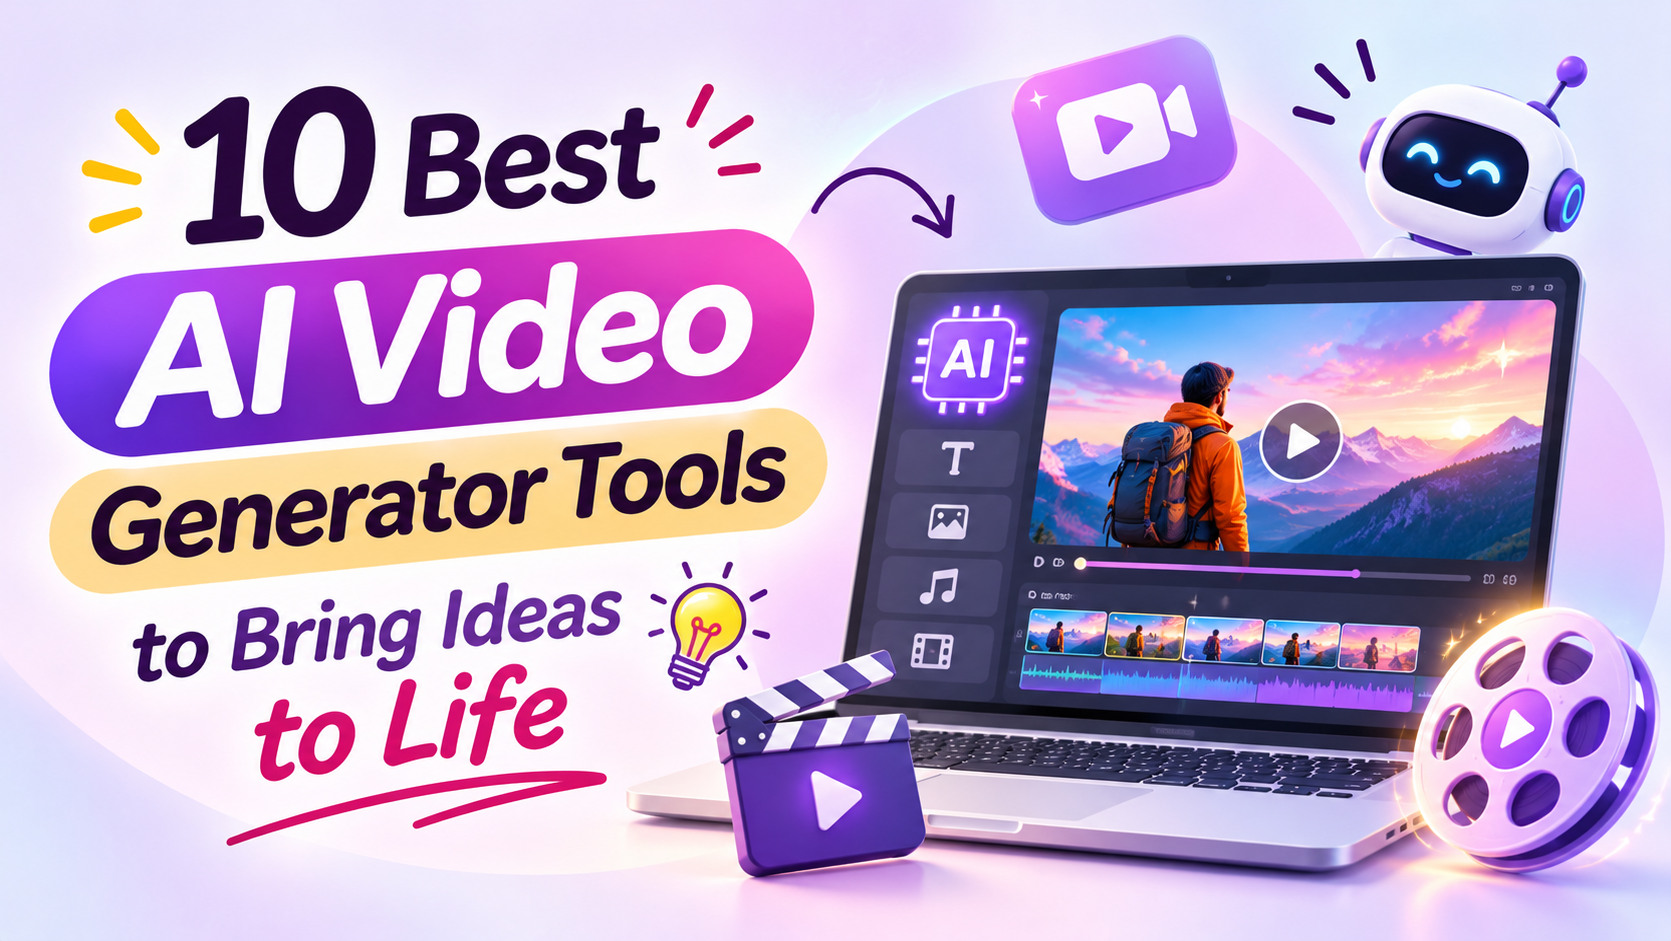 10 Best
AI Video
Generator Tools
to Bring Ideas
to Life
AI
T